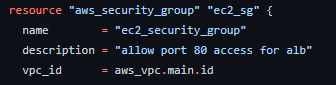 resource "aws_security_group" "ec2_sg" {
  name        = "ec2_security_group"
  description = "allow port 80 access for alb"
  vpc_id      = aws_vpc.main.id